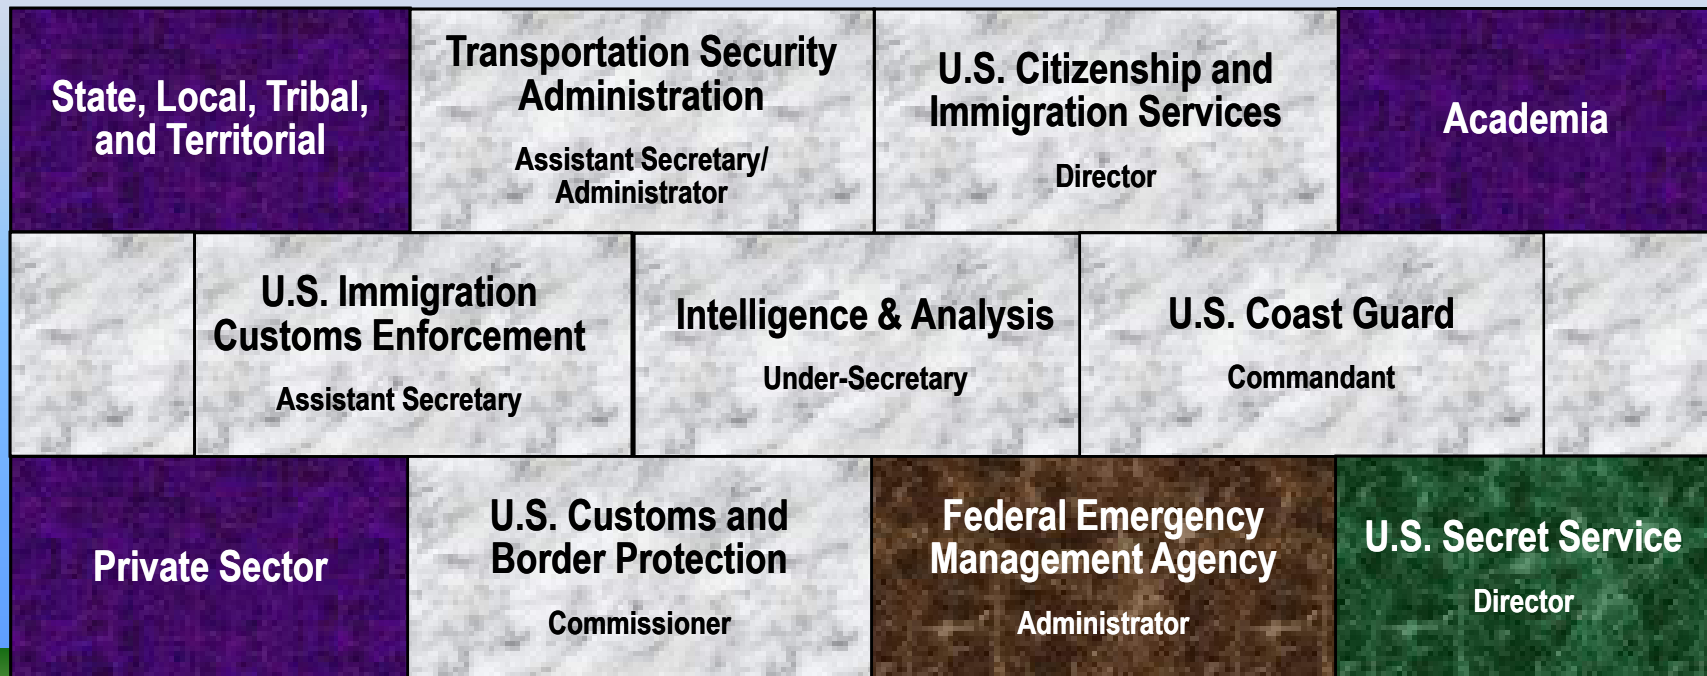 State, Local, Tribal,
and Territorial
Transportation Security
Administration
Assistant Secretary/
Administrator
U.S. Citizenship and
Immigration Services
Director
Academia
U.S. Immigration
Customs Enforcement
Assistant Secretary
Intelligence & Analysis
Under-Secretary
U.S. Coast Guard
Commandant
Private Sector
U.S. Customs and
Border Protection
Commissioner
Federal Emergency
Management Agency
Administrator
U.S. Secret Service
Director